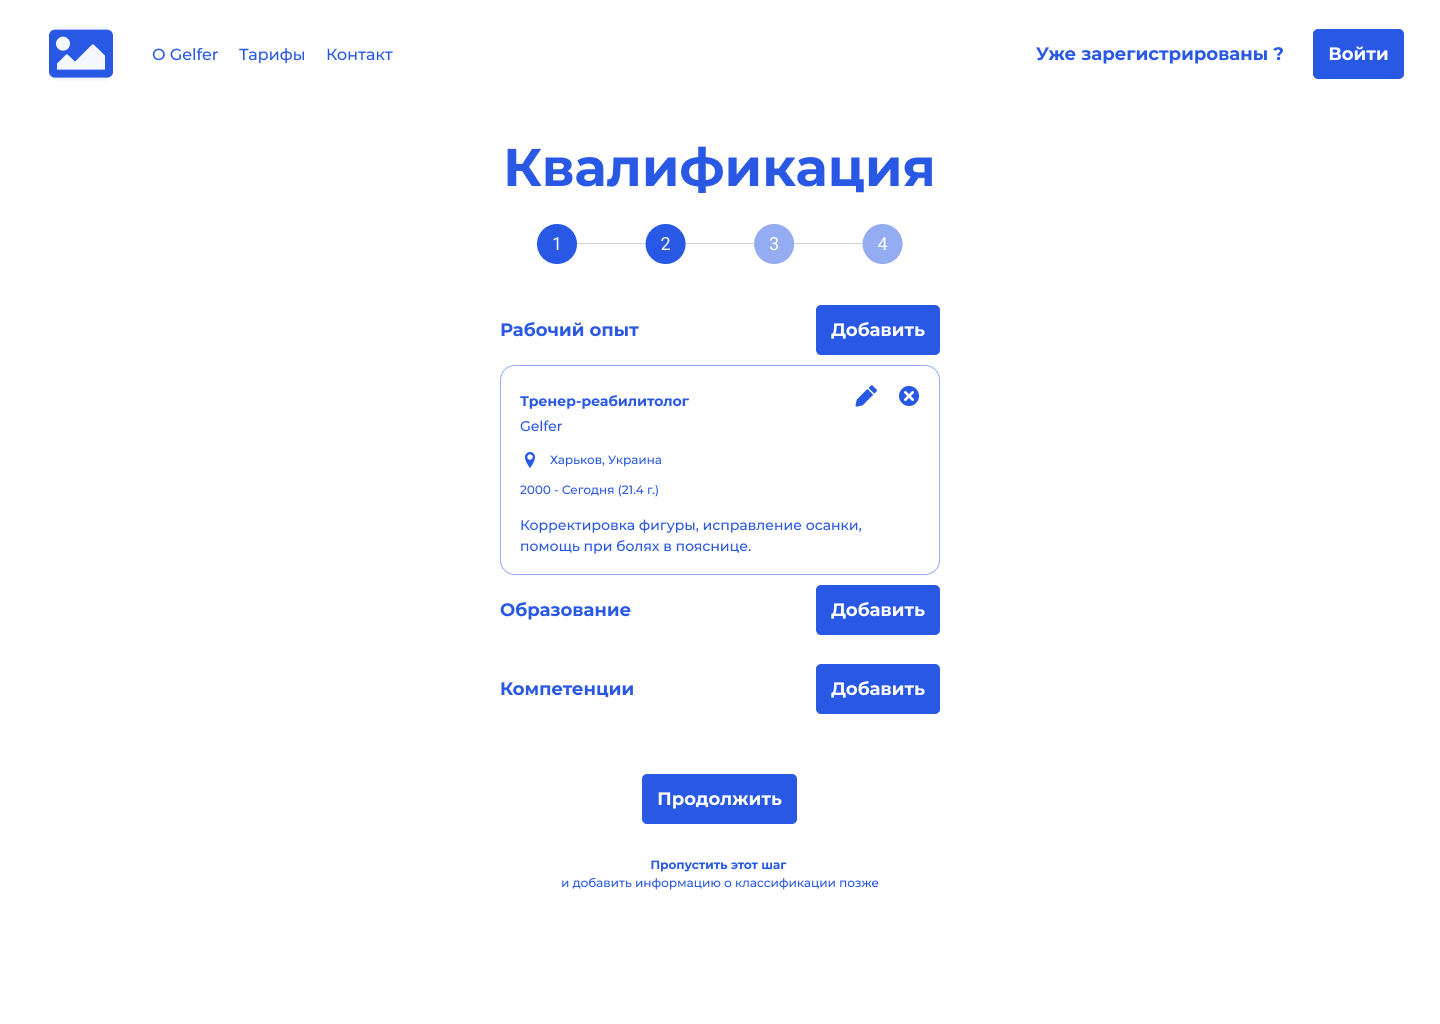 О Gelfer Тарифы Контакт Уже зарегистрированы ? Войти
Квалификация
1 2 3 4
Рабочий опыт Добавить
Тренер-реабилитолог
Gelfer
Харьков, Украина
2000 - Сегодня (21.4 г.)
Корректировка фигуры, исправление осанки,
помощь при болях в пояснице.
Образование Добавить
Компетенции Добавить
Продолжить
Пропустить этот шаг
и добавить информацию о классификации позже